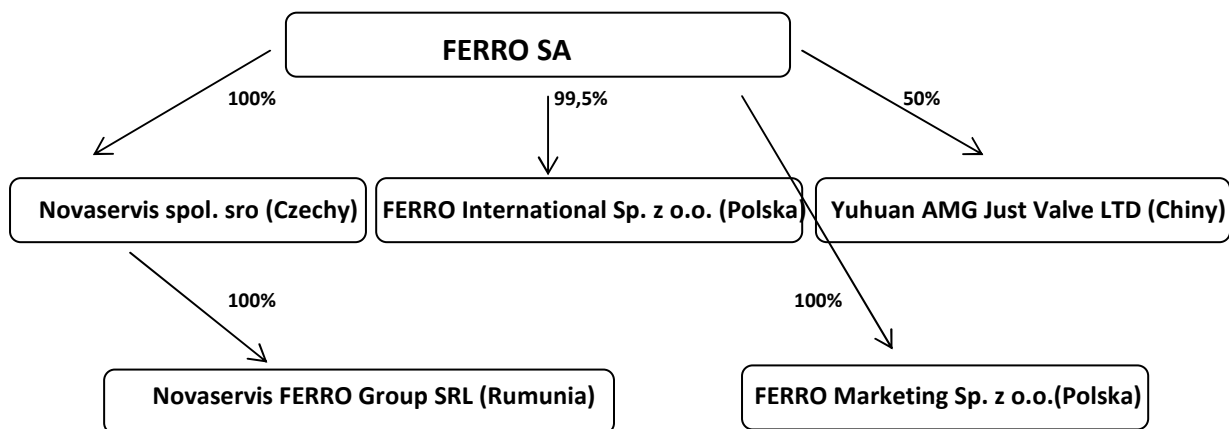 FERRO SA
100%
99,5%
50%
Novaservis spol. sro (Czechy)
FERRO International Sp. z o.o. (Polska)
Yuhuan AMG Just Valve LTD (Chiny)
100%
100%
Novaservis FERRO Group SRL (Rumunia)
FERRO Marketing Sp. z o.o.(Polska)